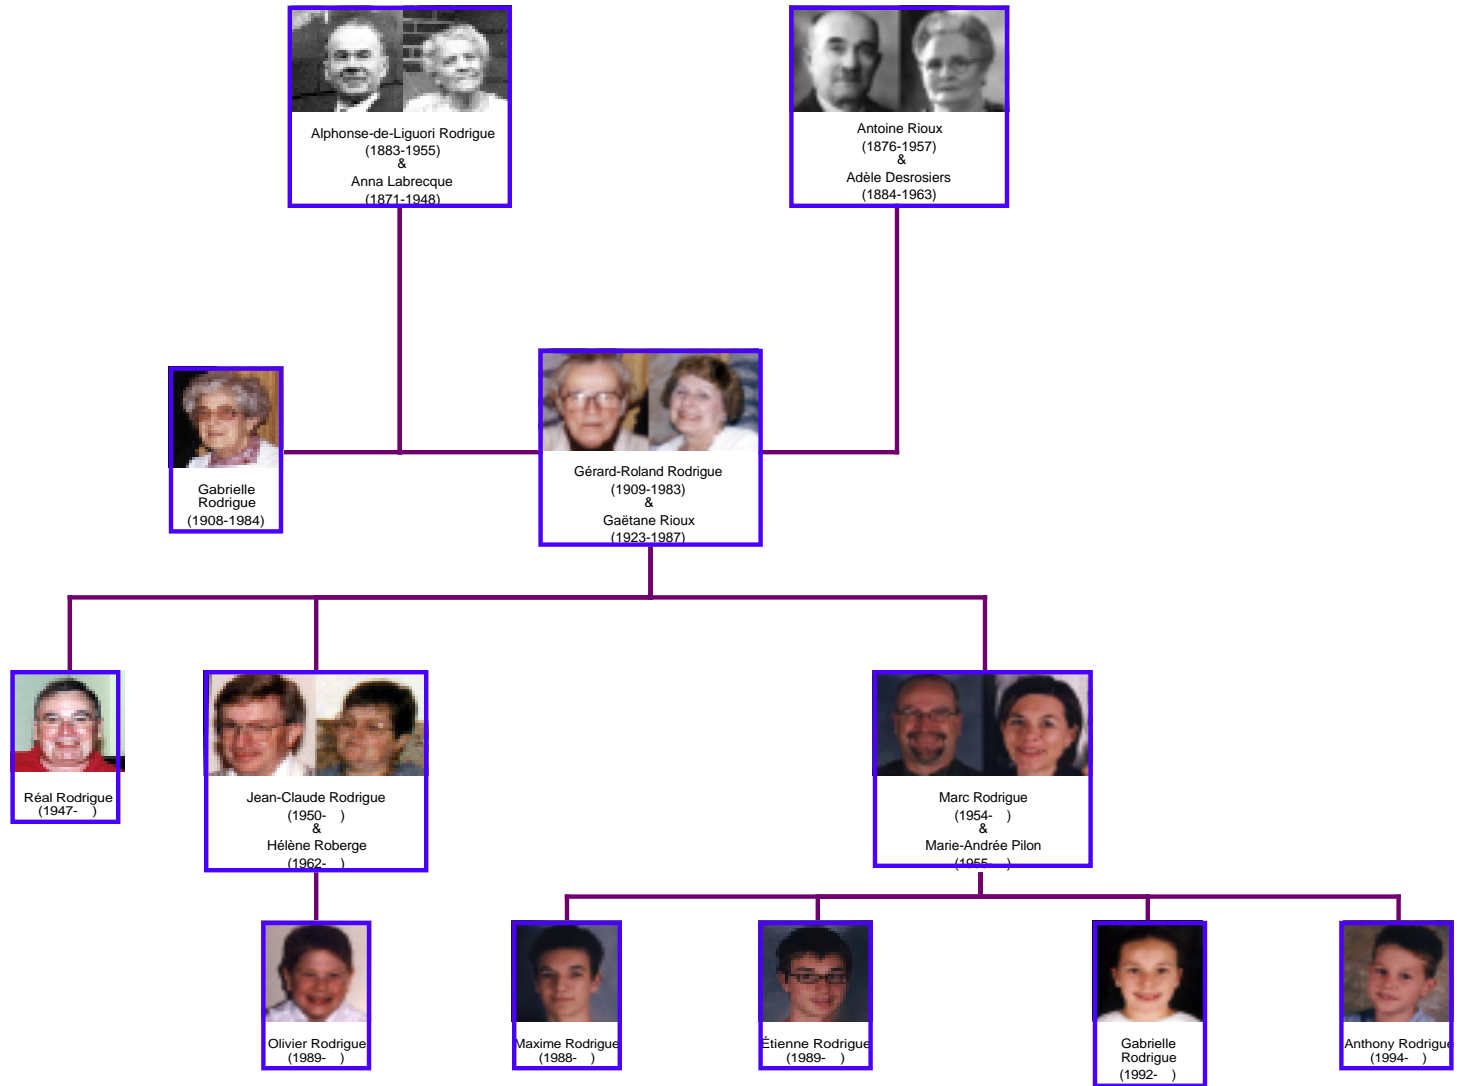 Alphonse-de-Liguori Rodrigue
(1883-1955)
&
Anna Labrecque
(1871-1948)
Antoine Rioux
(1876-1957)
&
Adèle Desrosiers
(1884-1963)
Gabrielle
Rodrigue
(1908-1984)
Gérard-Roland Rodrigue
(1909-1983)
&
Gaëtane Rioux
(1923-1987)
Réal Rodrigue
(1947-    )
Jean-Claude Rodrigue
(1950-    )
&
Hélène Roberge
(1962-    )
Marc Rodrigue
(1954-    )
&
Marie-Andrée Pilon
(1955-    )
Olivier Rodrigue
(1989-    )
Maxime Rodrigue
(1988-    )
Étienne Rodrigue
(1989-    )
Gabrielle
Rodrigue
(1992-    )
Anthony Rodrigue
(1994-    )